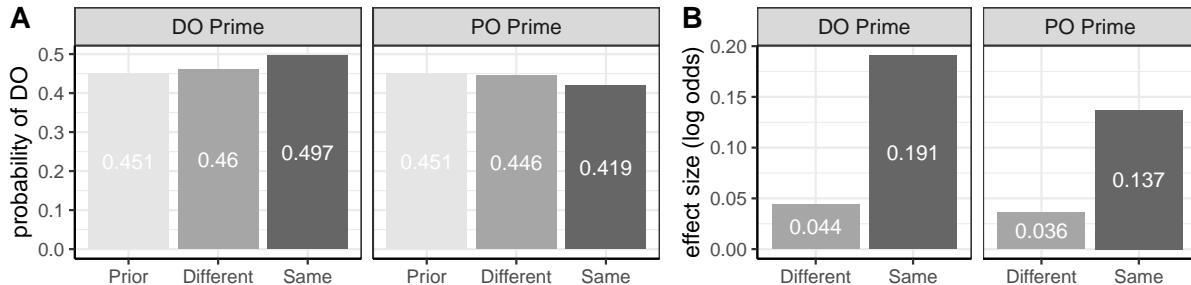 A
DO Prime
PO Prime
probability of DO
0.5
0.4
0.3
0.2
0.1
0.0
0.451
0.46
0.497
0.451
0.446
0.419
Prior
Different
Same
Prior
Different
Same
B
DO Prime
PO Prime
effect size (log odds)
0.20
0.15
0.10
0.05
0.00
0.044
0.191
0.036
0.137
Different
Same
Different
Same